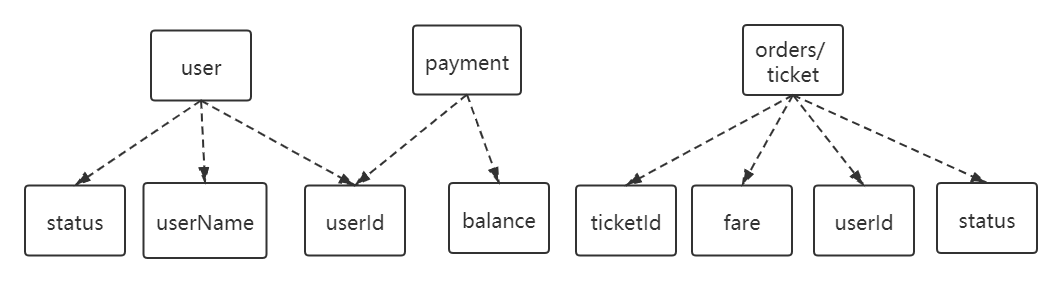 user
payment
orders/
ticket
status
userName
userId
balance
ticketId
fare
userId
status